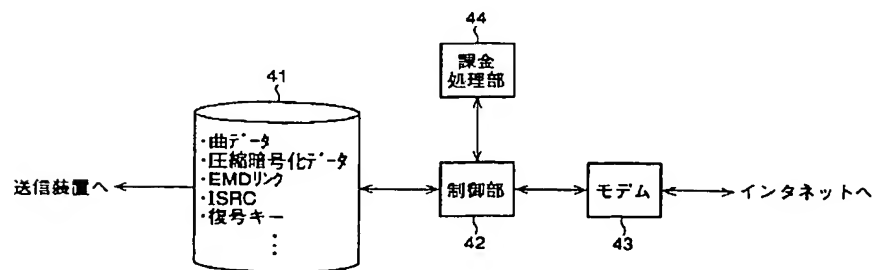 44
課金
処理部
41
・曲データ
・圧縮暗号化データ
・EMDリンク
・ISRC
・復号キー
⋮
送信装置へ
制御部
42
モデム
43
インタネットへ